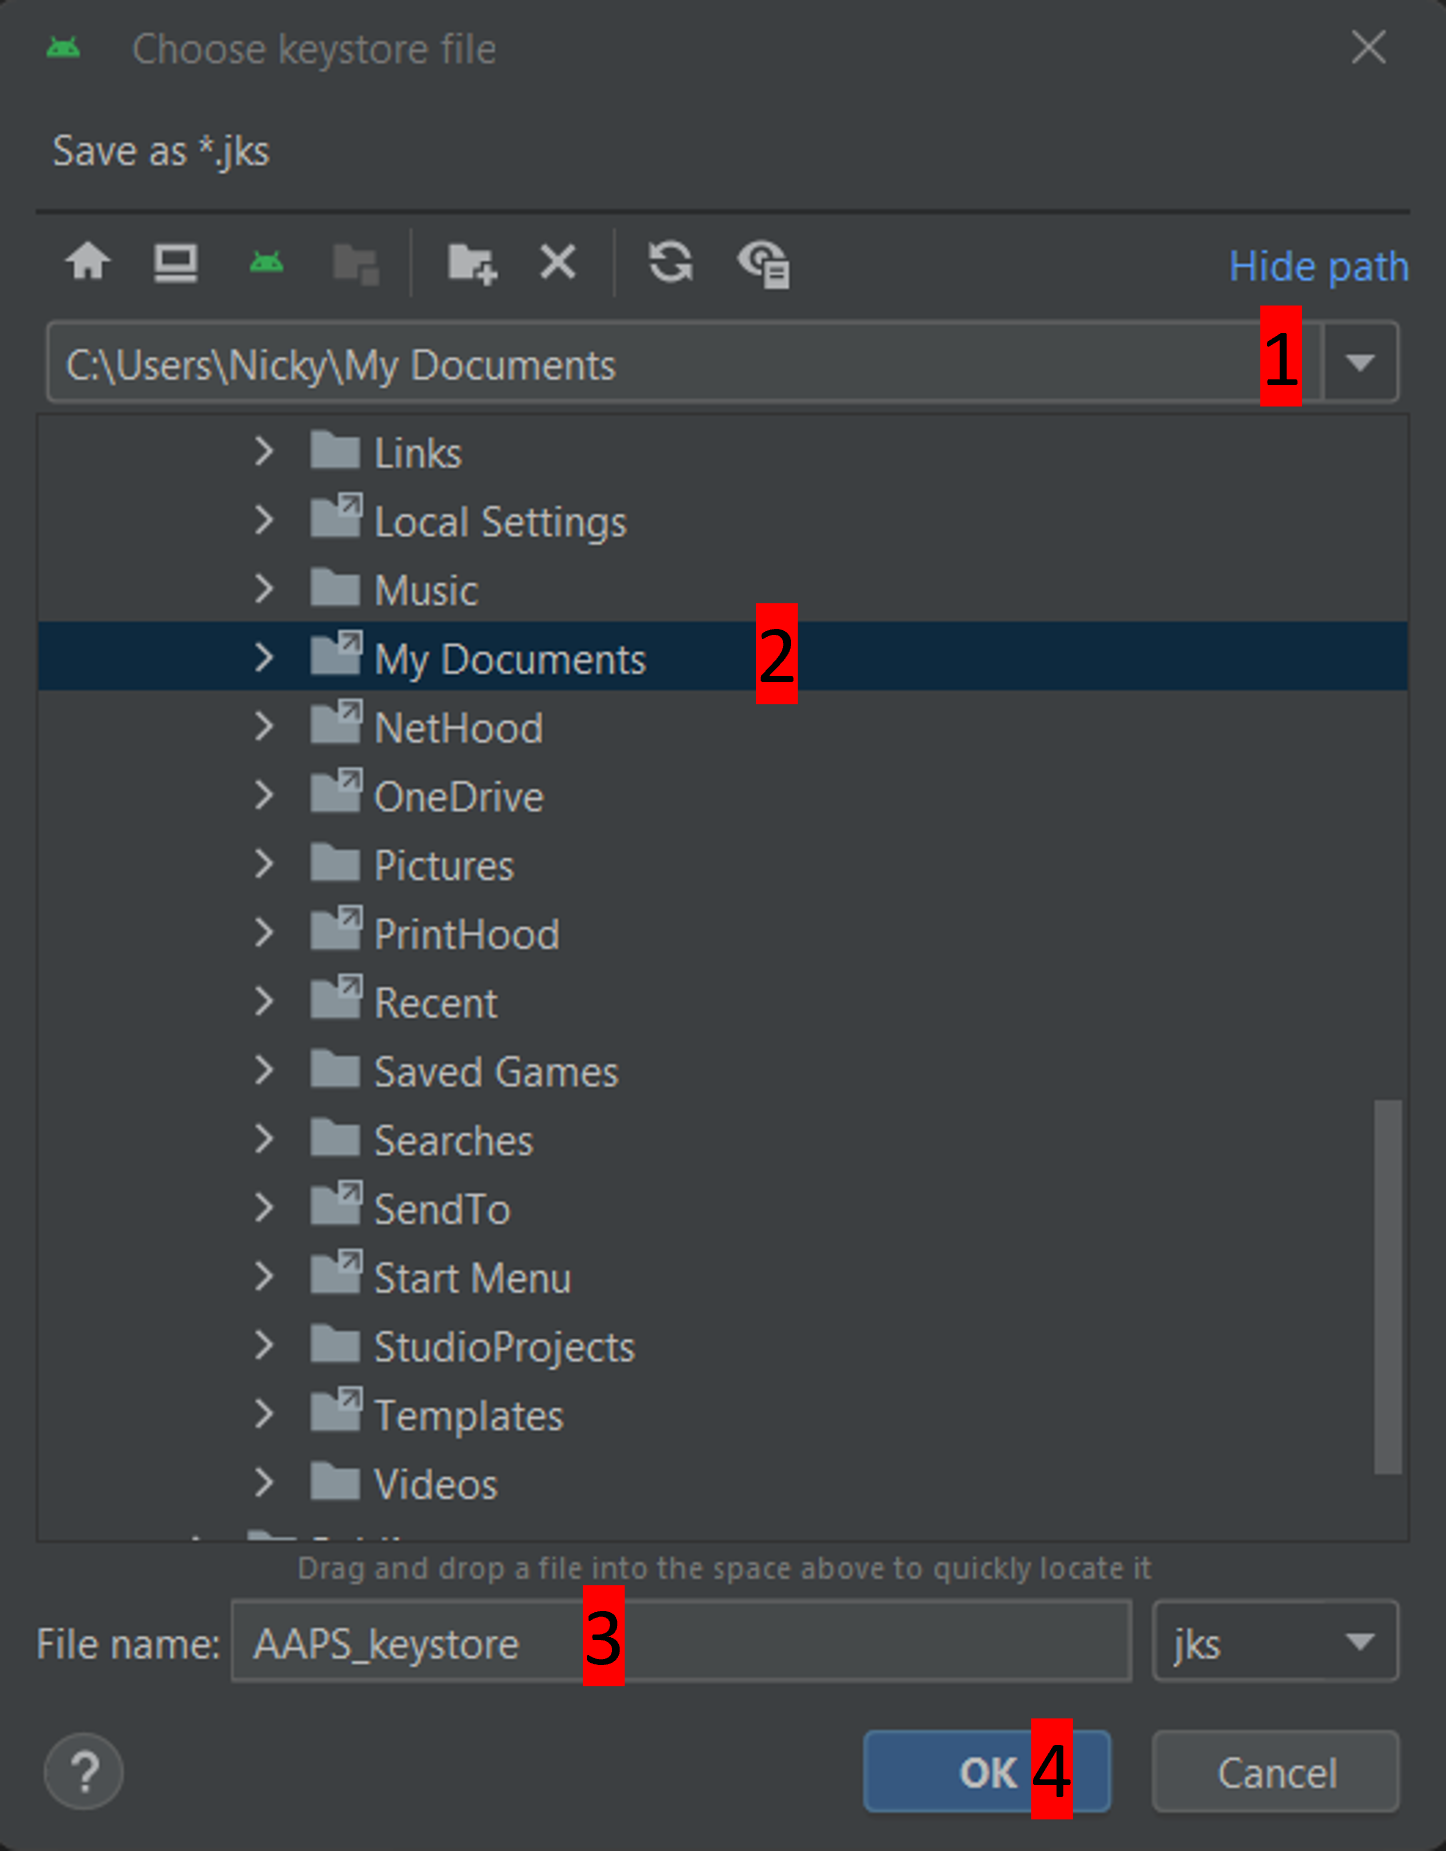 Choose keystore file
Save as *.jks
Hide path
C:\Users\Nicky\My Documents 1
Links
Local Settings
Music
My Documents 2
NetHood
OneDrive
Pictures
PrintHood
Recent
Saved Games
Searches
SendTo
Start Menu
StudioProjects
Templates
Videos
Drag and drop a file into the space above to quickly locate it
File name: AAPS_keystore 3 jks
? OK 4 Cancel